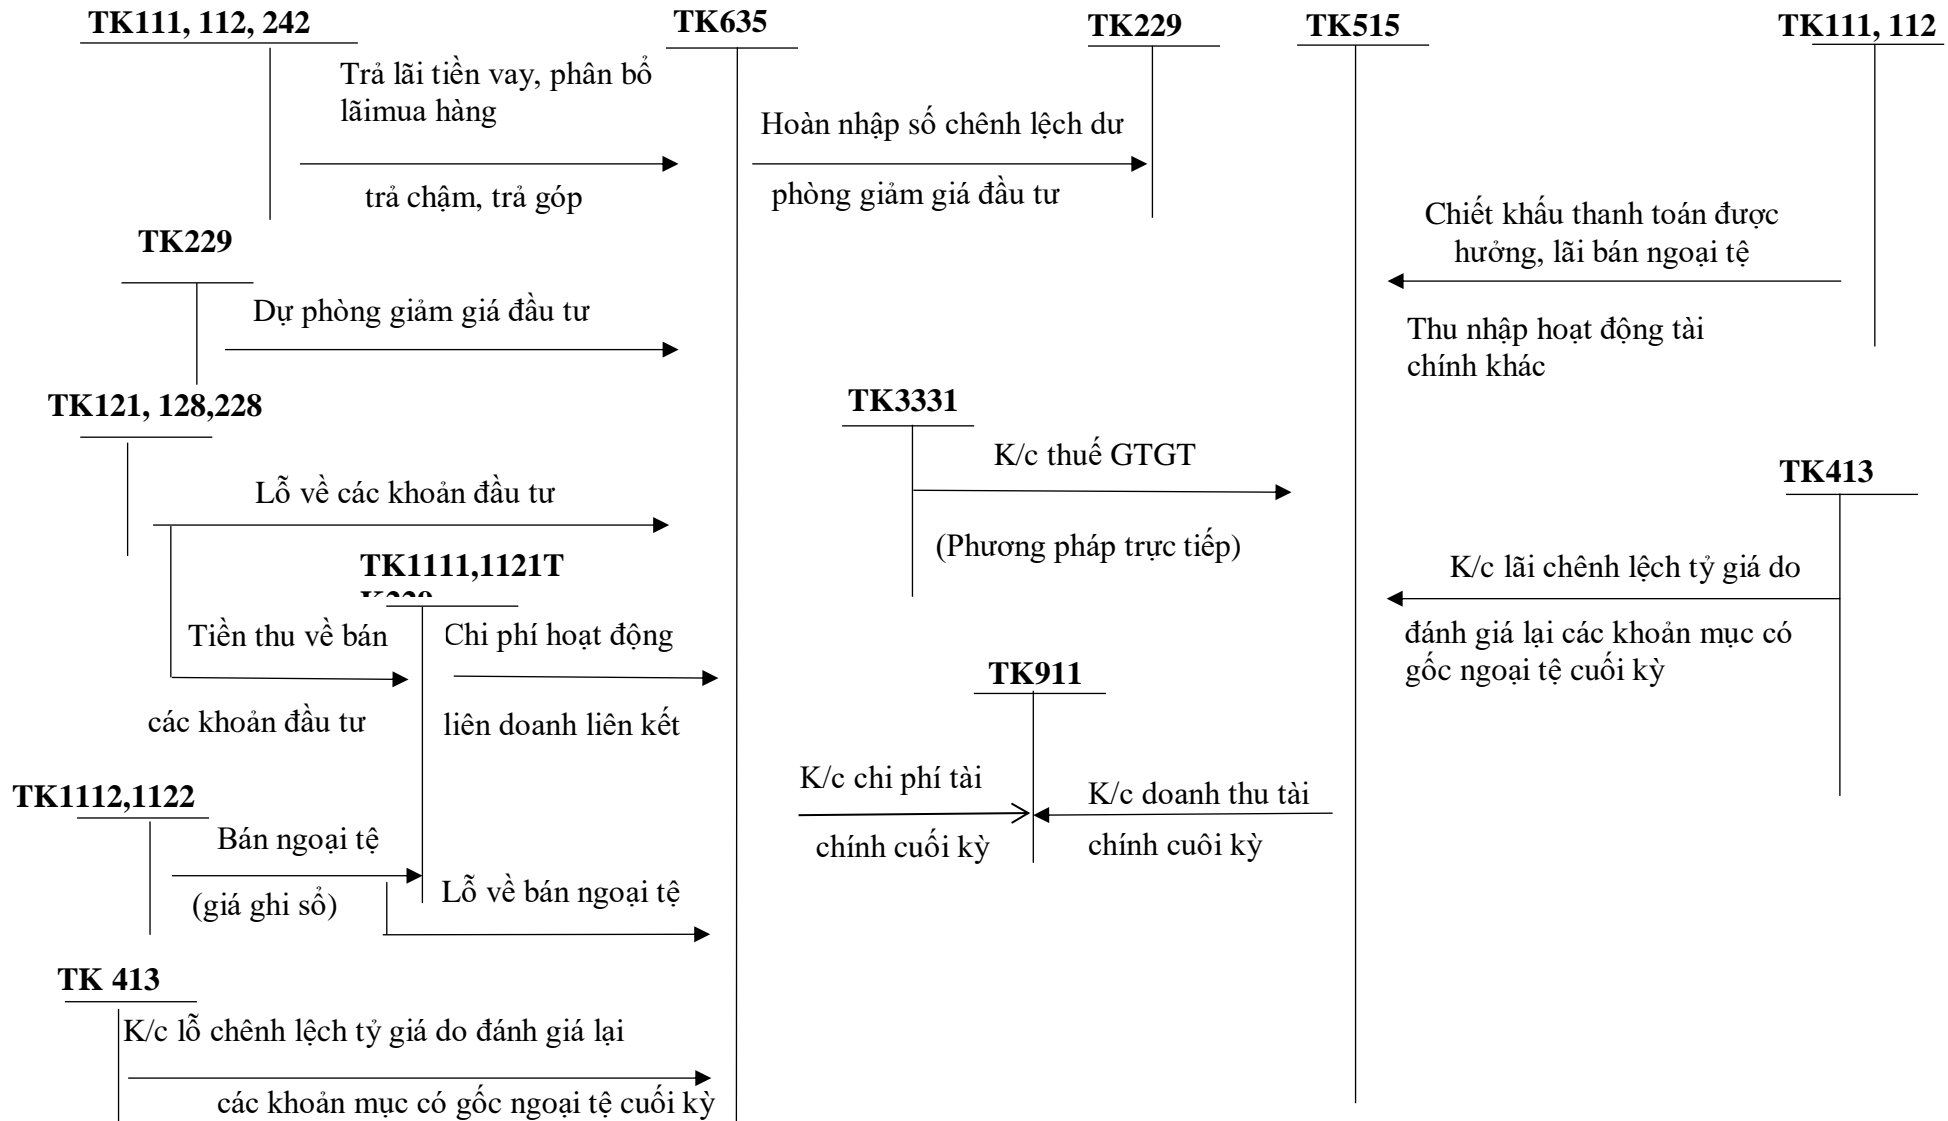 TK111, 112, 242
TK635
TK229
TK515
TK111, 112
Trả lãi tiền vay, phân bổ
lãimua hàng
trả chậm, trả góp
Hoàn nhập số chênh lệch dư
phòng giảm giá đầu tư
Chiết khấu thanh toán được
hưởng, lãi bán ngoại tệ
Thu nhập hoạt động tài
chính khác
TK229
Dự phòng giảm giá đầu tư
TK121, 128,228
Lỗ về các khoản đầu tư
TK3331
K/c thuế GTGT
(Phương pháp trực tiếp)
TK413
K/c lãi chênh lệch tỷ giá do
đánh giá lại các khoản mục có
gốc ngoại tệ cuối kỳ
TK1111,1121T
Tiền thu về bán
các khoản đầu tư
Chi phí hoạt động
liên doanh liên kết
TK911
K/c chi phí tài
chính cuối kỳ
K/c doanh thu tài
chính cuôi kỳ
TK1112,1122
Bán ngoại tệ
(giá ghi sổ)
Lỗ về bán ngoại tệ
TK 413
K/c lỗ chênh lệch tỷ giá do đánh giá lại
các khoản mục có gốc ngoại tệ cuối kỳ